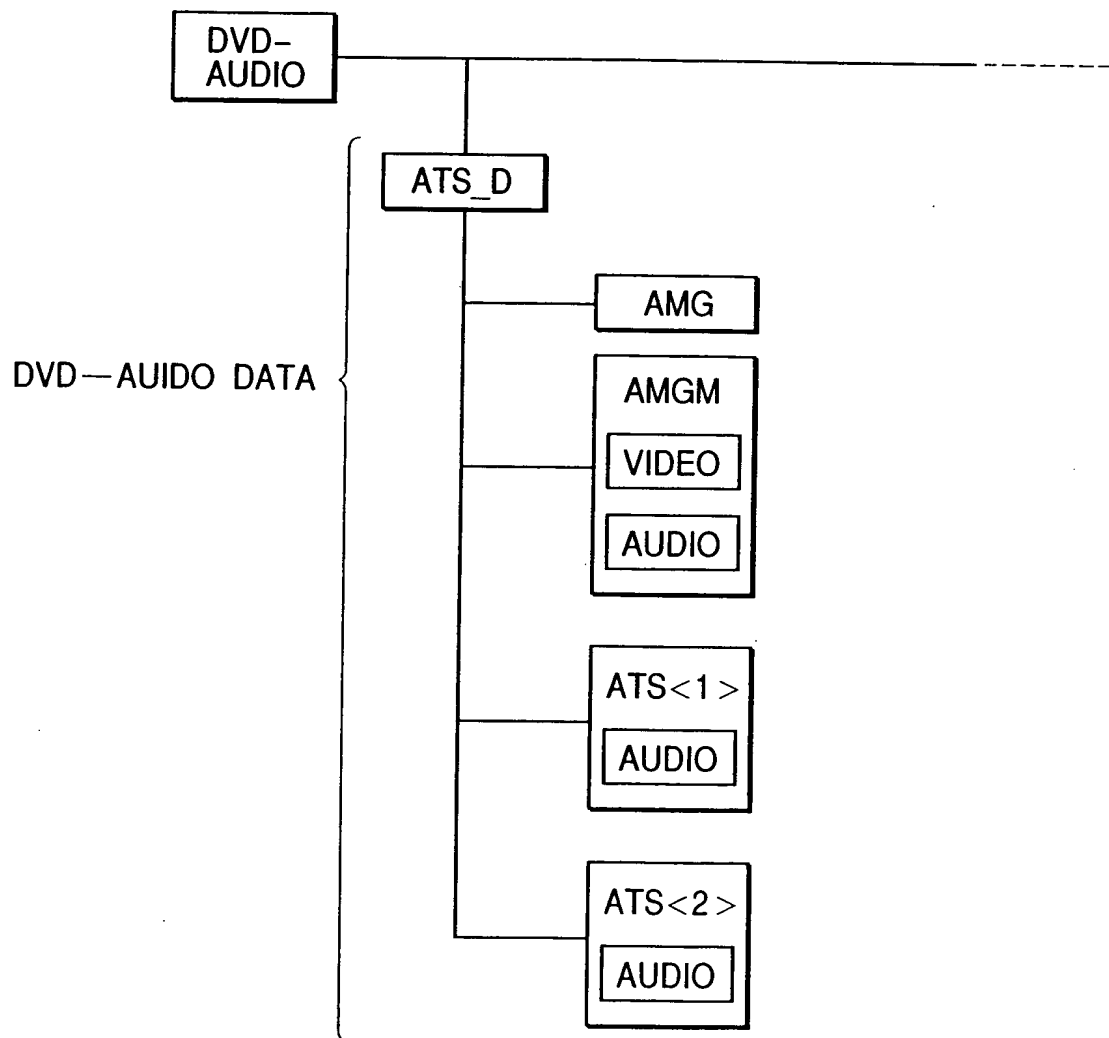 DVD-
AUDIO
ATS_D
AMG
DVD—AUIDO DATA
AMGM
VIDEO
AUDIO
ATS<1>
AUDIO
ATS<2>
AUDIO